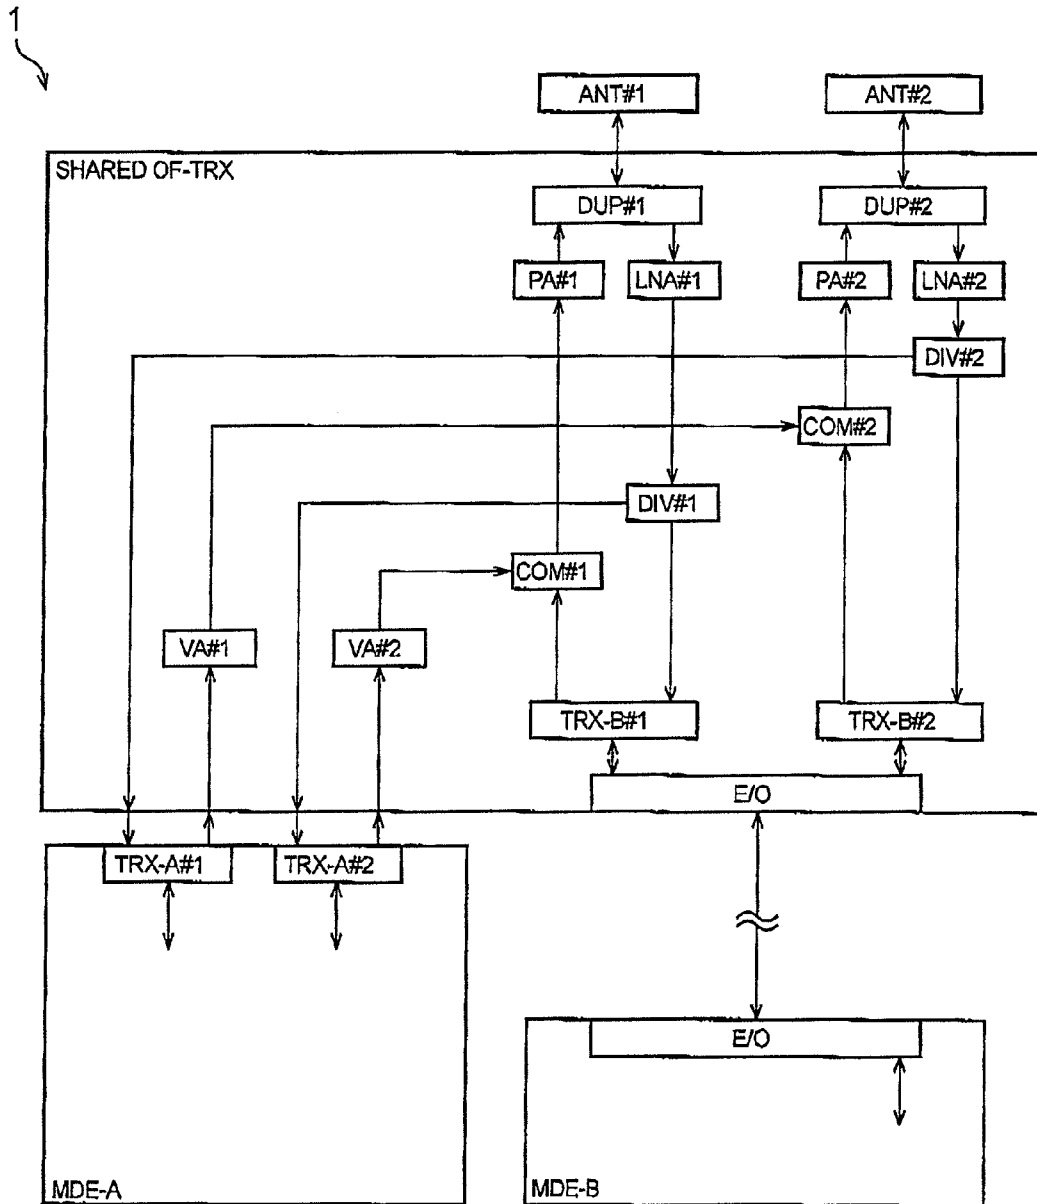 1
ANT#1
ANT#2
SHARED OF-TRX
DUP#1
DUP#2
PA#1
LNA#1
PA#2
LNA#2
DIV#2
COM#2
DIV#1
COM#1
VA#1
VA#2
TRX-B#1
TRX-B#2
E/O
TRX-A#1
TRX-A#2
E/O
MDE-A
MDE-B